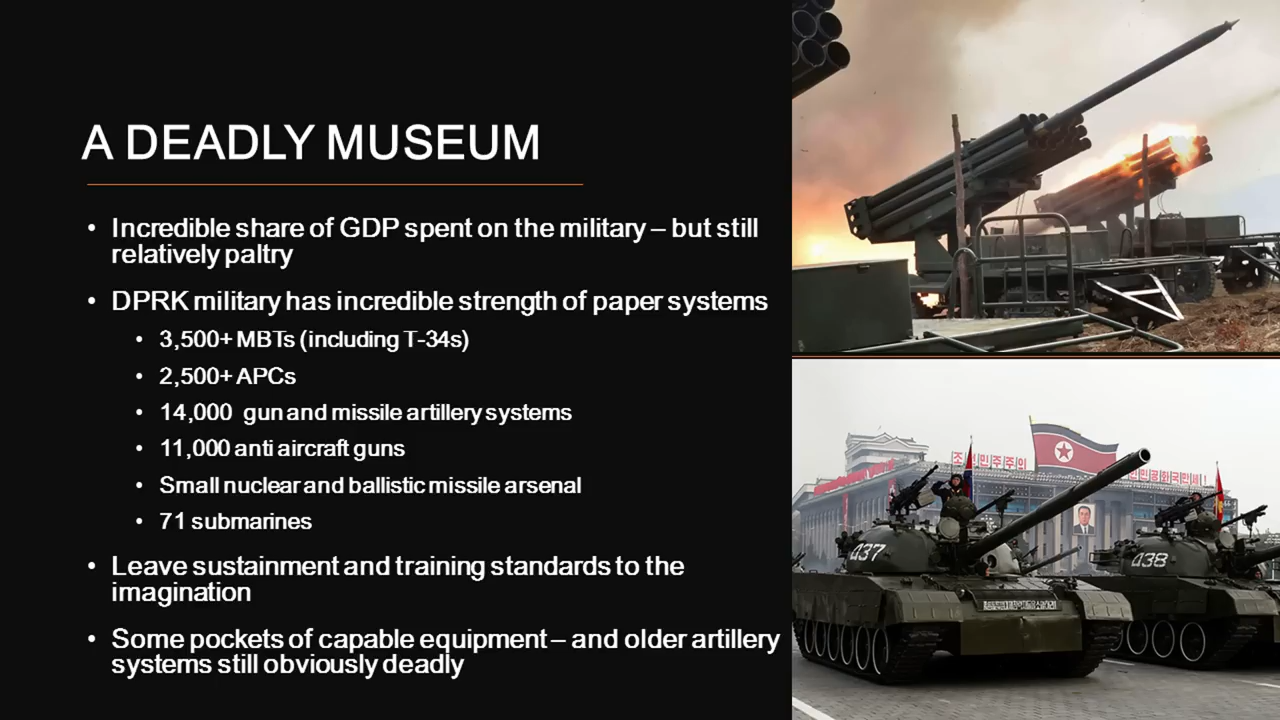 A DEADLY MUSEUM
• Incredible share of GDP spent on the military – but still
relatively paltry
• DPRK military has incredible strength of paper systems
• 3,500+ MBTs (including T-34s)
• 2,500+ APCs
• 14,000 gun and missile artillery systems
• 11,000 anti aircraft guns
• Small nuclear and ballistic missile arsenal
• 71 submarines
• Leave sustainment and training standards to the
imagination
• Some pockets of capable equipment – and older artillery
systems still obviously deadly
037
038